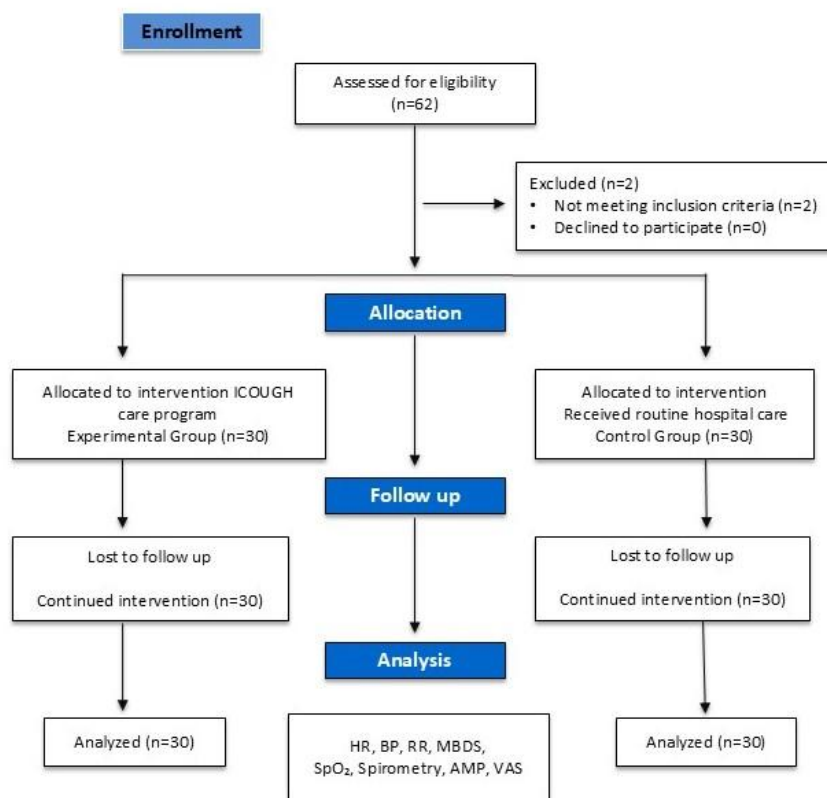 Enrollment
Assessed for eligibility
(n=62)
Excluded (n=2)
• Not meeting inclusion criteria (n=2)
• Declined to participate (n=0)
Allocation
Allocated to intervention ICOUGH
care program
Experimental Group (n=30)
Allocated to intervention
Received routine hospital care
Control Group (n=30)
Follow up
Lost to follow up
Continued intervention (n=30)
Lost to follow up
Continued intervention (n=30)
Analysis
Analyzed (n=30)
HR, BP, RR, MBDS,
SpO₂, Spirometry, AMP, VAS
Analyzed (n=30)